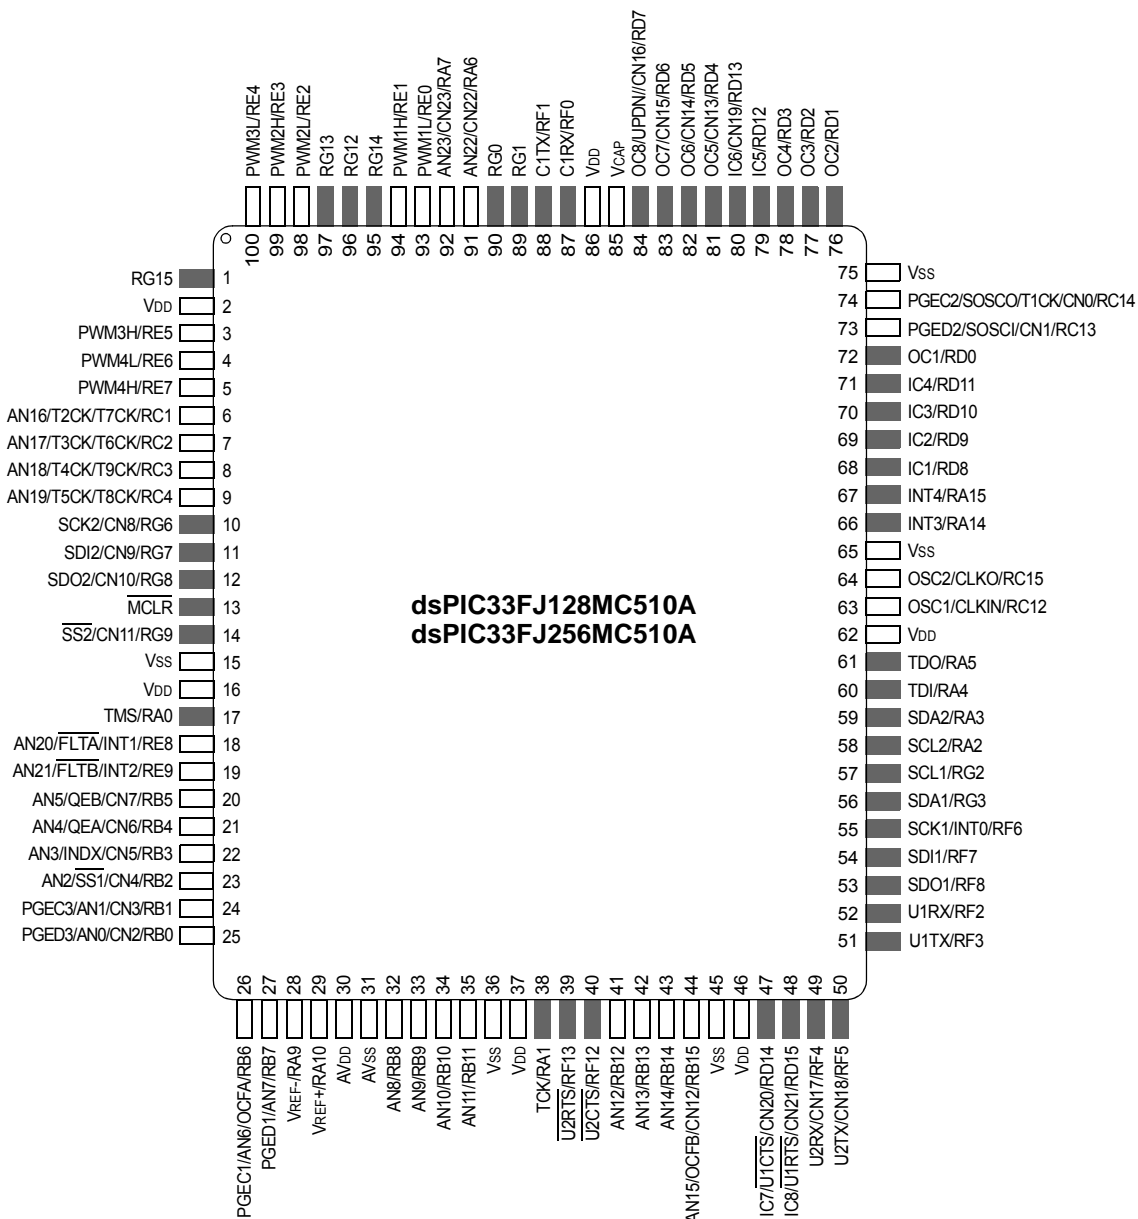 PWM3L/RE4
PWM2H/RE3
PWM2L/RE2
RG13
RG12
RG14
PWM1H/RE1
PWM1L/RE0
AN23/CN23/RA7
AN22/CN22/RA6
RG0
RG1
C1TX/RF1
C1RX/RF0
VDD
VCAP
OC8/UPDN//CN16/RD7
OC7/CN15/RD6
OC6/CN14/RD5
OC5/CN13/RD4
IC6/CN19/RD13
IC5/RD12
OC4/RD3
OC3/RD2
OC2/RD1
100 99 98 97 96 95 94 93 92 91 90 89 88 87 86 85 84 83 82 81 80 79 78 77 76
RG15 1
VDD 2
PWM3H/RE5 3
PWM4L/RE6 4
PWM4H/RE7 5
AN16/T2CK/T7CK/RC1 6
AN17/T3CK/T6CK/RC2 7
AN18/T4CK/T9CK/RC3 8
AN19/T5CK/T8CK/RC4 9
SCK2/CN8/RG6 10
SDI2/CN9/RG7 11
SDO2/CN10/RG8 12
MCLR 13
SS2/CN11/RG9 14
VSS 15
VDD 16
TMS/RA0 17
AN20/FLTA/INT1/RE8 18
AN21/FLTB/INT2/RE9 19
AN5/QEB/CN7/RB5 20
AN4/QEA/CN6/RB4 21
AN3/INDX/CN5/RB3 22
AN2/SS1/CN4/RB2 23
PGEC3/AN1/CN3/RB1 24
PGED3/AN0/CN2/RB0 25
dsPIC33FJ128MC510A
dsPIC33FJ256MC510A
75 VSS
74 PGEC2/SOSCO/T1CK/CN0/RC14
73 PGED2/SOSCI/CN1/RC13
72 OC1/RD0
71 IC4/RD11
70 IC3/RD10
69 IC2/RD9
68 IC1/RD8
67 INT4/RA15
66 INT3/RA14
65 VSS
64 OSC2/CLKO/RC15
63 OSC1/CLKIN/RC12
62 VDD
61 TDO/RA5
60 TDI/RA4
59 SDA2/RA3
58 SCL2/RA2
57 SCL1/RG2
56 SDA1/RG3
55 SCK1/INT0/RF6
54 SDI1/RF7
53 SDO1/RF8
52 U1RX/RF2
51 U1TX/RF3
26 27 28 29 30 31 32 33 34 35 36 37 38 39 40 41 42 43 44 45 46 47 48 49 50
PGEC1/AN6/OCFA/RB6
PGED1/AN7/RB7
VREF-/RA9
VREF+/RA10
AVDD
AVSS
AN8/RB8
AN9/RB9
AN10/RB10
AN11/RB11
VSS
VDD
TCK/RA1
U2RTS/RF13
U2CTS/RF12
AN12/RB12
AN13/RB13
AN14/RB14
AN15/OCFB/CN12/RB15
VSS
VDD
IC7/U1CTS/CN20/RD14
IC8/U1RTS/CN21/RD15
U2RX/CN17/RF4
U2TX/CN18/RF5